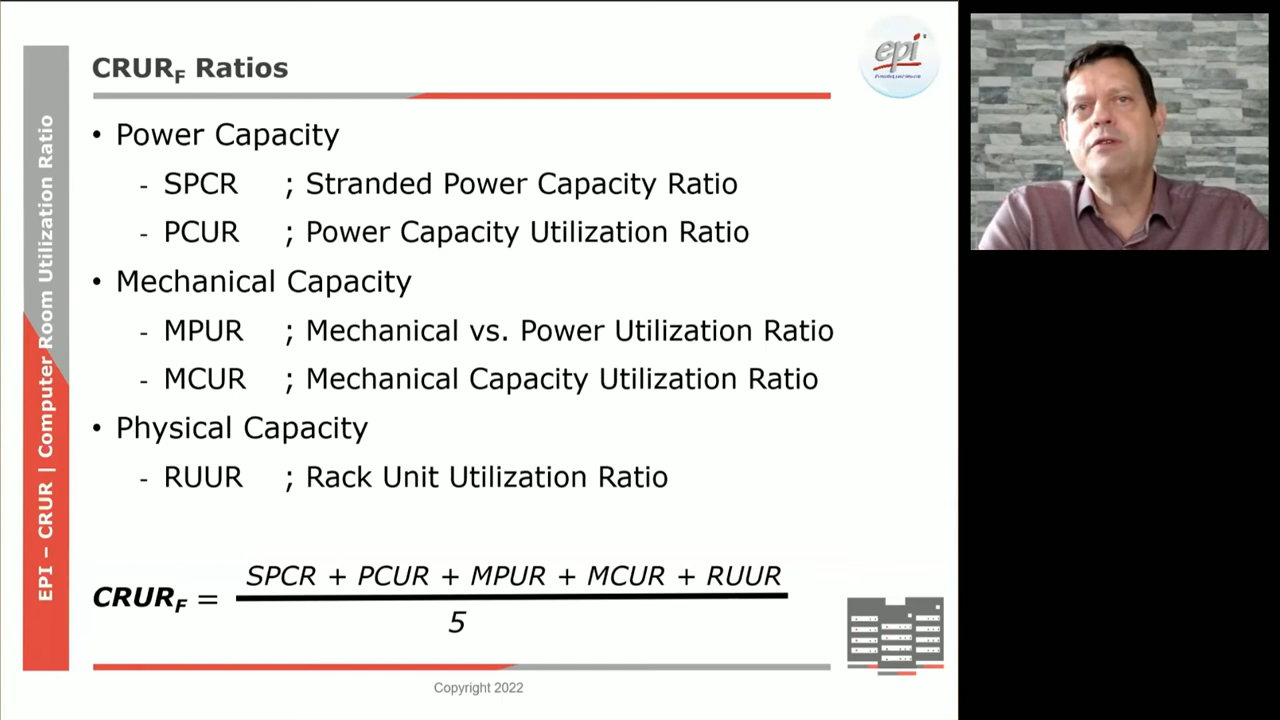 CRUR_F Ratios
epi
• Power Capacity
- SPCR ; Stranded Power Capacity Ratio
- PCUR ; Power Capacity Utilization Ratio
• Mechanical Capacity
- MPUR ; Mechanical vs. Power Utilization Ratio
- MCUR ; Mechanical Capacity Utilization Ratio
• Physical Capacity
- RUUR ; Rack Unit Utilization Ratio
CRUR_F = 
SPCR + PCUR + MPUR + MCUR + RUUR
5
Copyright 2022
EPI – CRUR | Computer Room Utilization Ratio